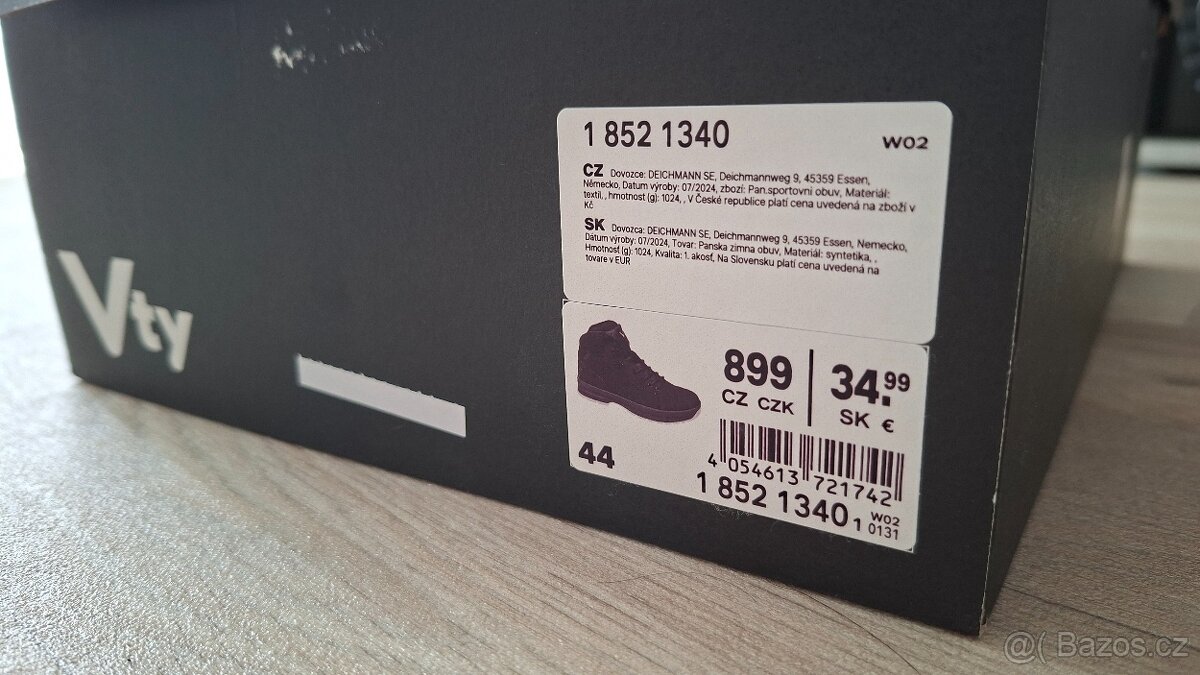 Vty
1 852 1340
W02
CZ Dovozce: DEICHMANN SE, Deichmannweg 9, 45359 Essen,
Německo, Datum výroby: 07/2024, zbozí: Pan.sportovní obuv, Materiál:
textil, , hmotnost (g): 1024, , V České republice platí cena uvedená na zboží v
Kč
SK Dovozca: DEICHMANN SE, Deichmannweg 9, 45359 Essen, Nemecko,
Datum výroby: 07/2024, Tovar: Panska zimna obuv, Materiál: syntetika, ,
Hmotnosť (g): 1024, Kvalita: 1. akosť, Na Slovensku platí cena uvedená na
tovare v EUR
899
CZ CZK
34.99
SK €
44
4 054613 721742
1 852 1340 1
W02
0131
@( Bazos.cz